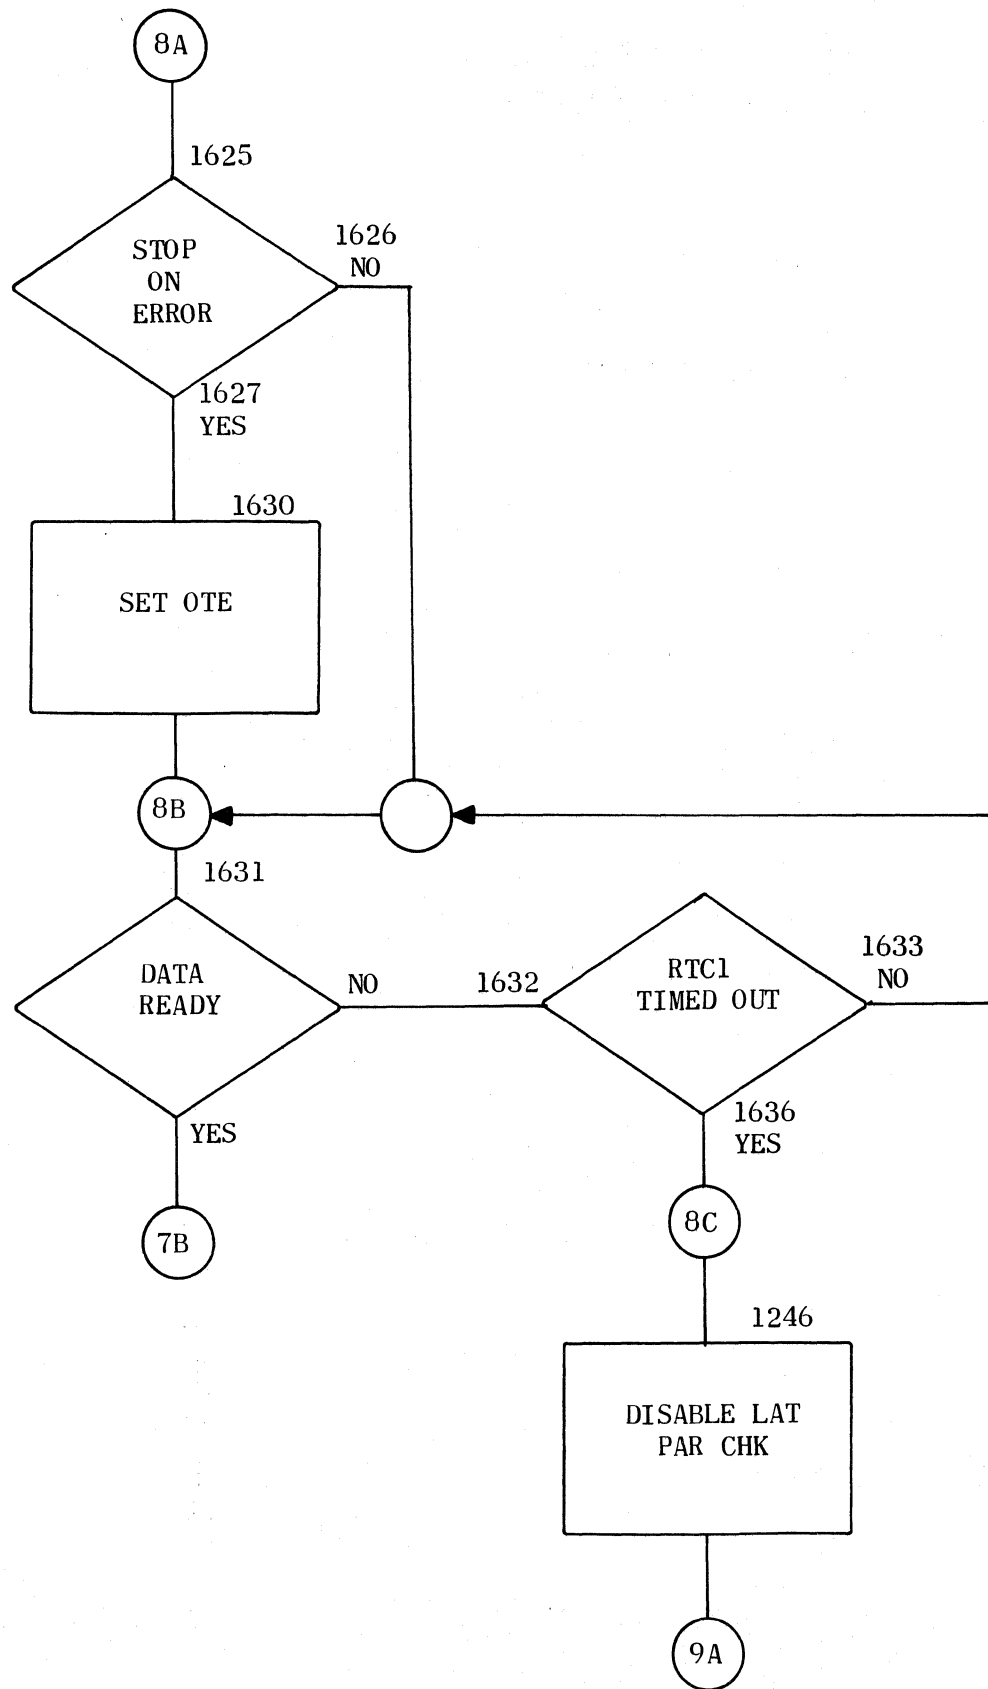 8A
1625
STOP
ON
ERROR
1626
NO
1627
YES
1630
SET OTE
8B
1631
DATA
READY
NO
1632
RTC1
TIMED OUT
1633
NO
YES
1636
YES
7B
8C
1246
DISABLE LAT
PAR CHK
9A